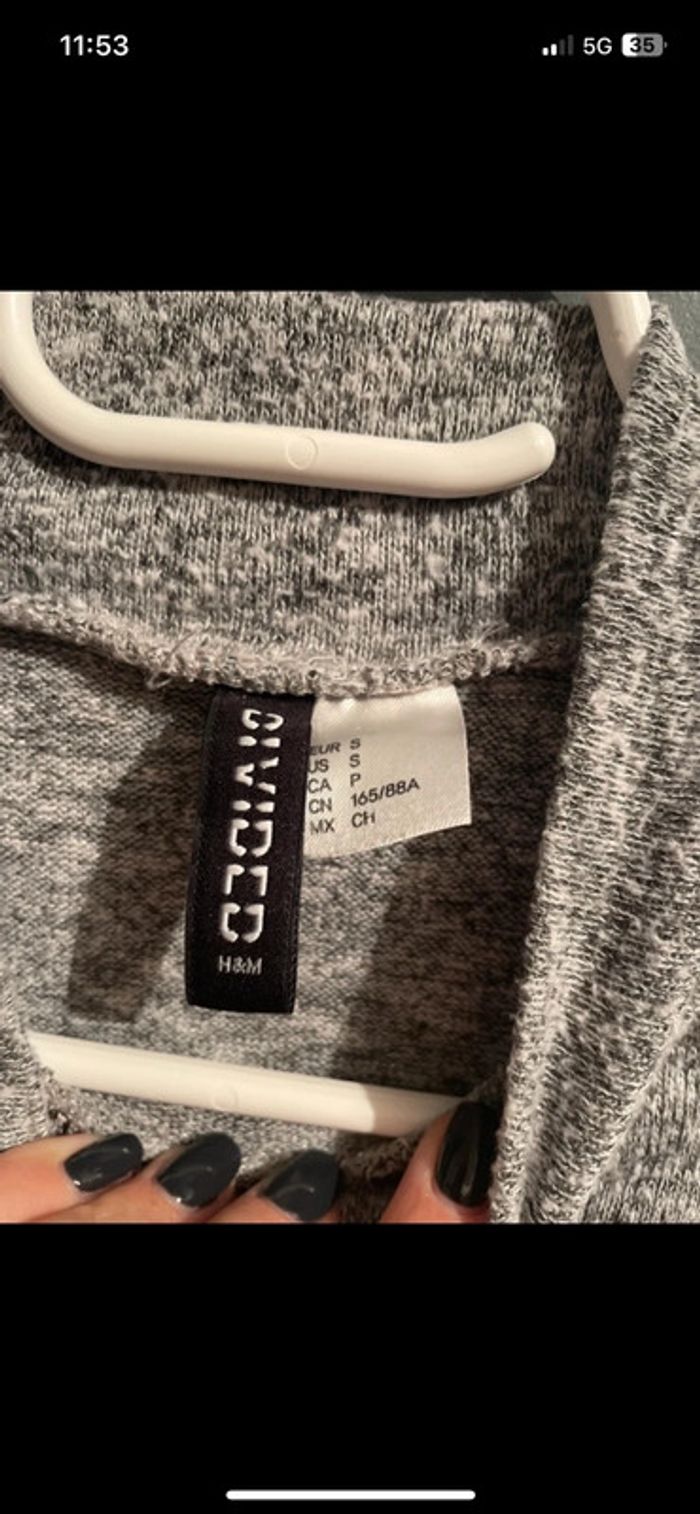 11:53
5G
35
DIVIDED
H&M
EUR S
US S
CA P
CN 165/88A
MX CH